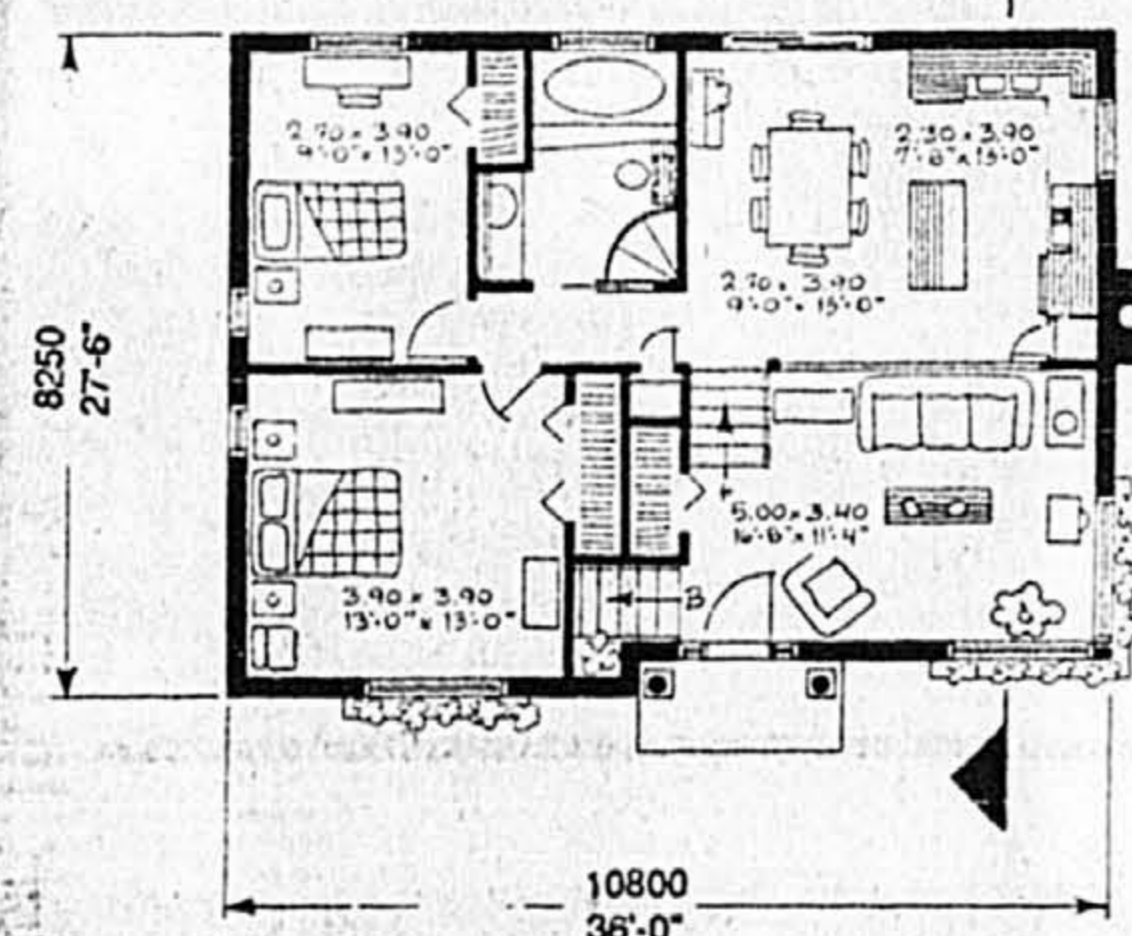 2.70 x 3.90
9'-0" x 13'-0"
2.30 x 3.90
7'-8" x 13'-0"
2.70 x 3.90
9'-0" x 13'-0"
8250
27'-6"
5.00 x 3.40
16'-8" x 11'-4"
3.90 x 3.90
13'-0" x 13'-0"
B
10800
36'-0"